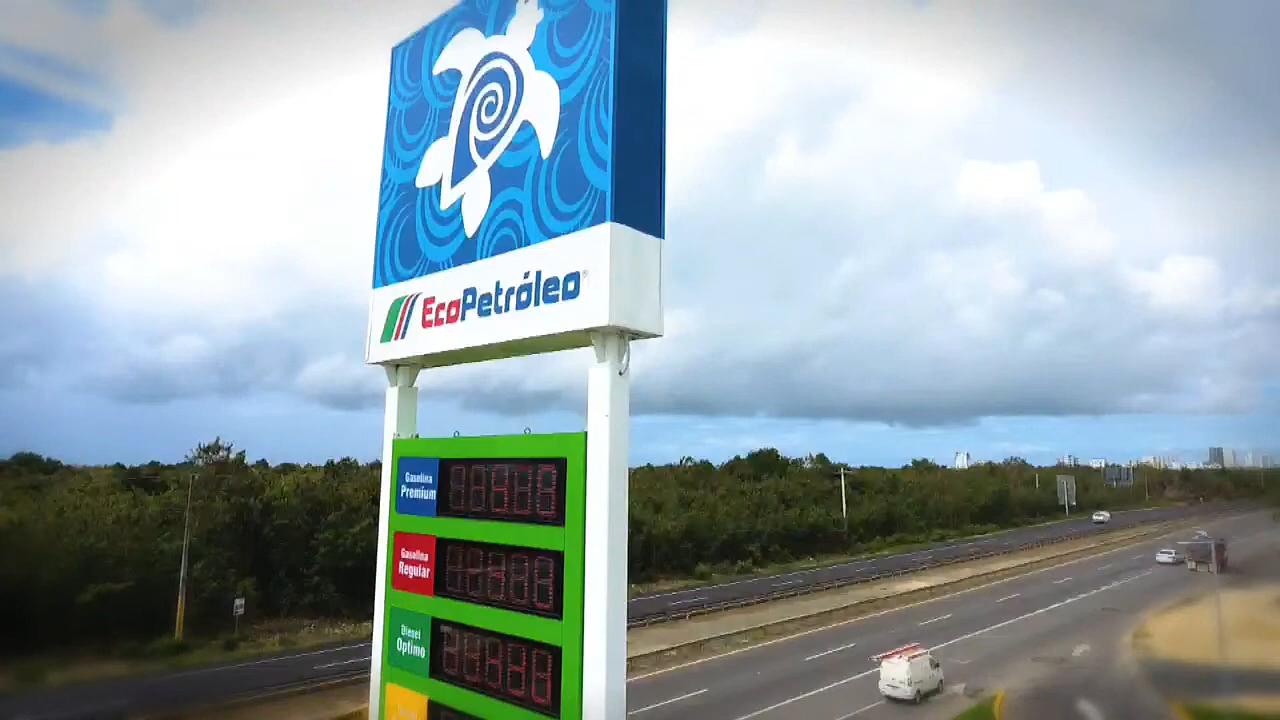 EcoPetróleo®
Gasolina
Premium
Gasolina
Regular
Diesel
Optimo